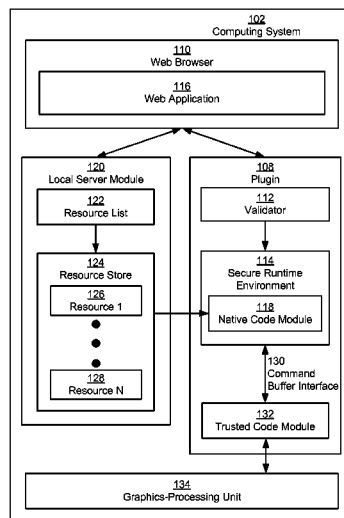 102
Computing System
110
Web Browser
116
Web Application
120
Local Server Module
122
Resource List
124
Resource Store
126
Resource 1
128
Resource N
108
Plugin
112
Validator
114
Secure Runtime
Environment
118
Native Code Module
130
Command
Buffer Interface
132
Trusted Code Module
134
Graphics-Processing Unit